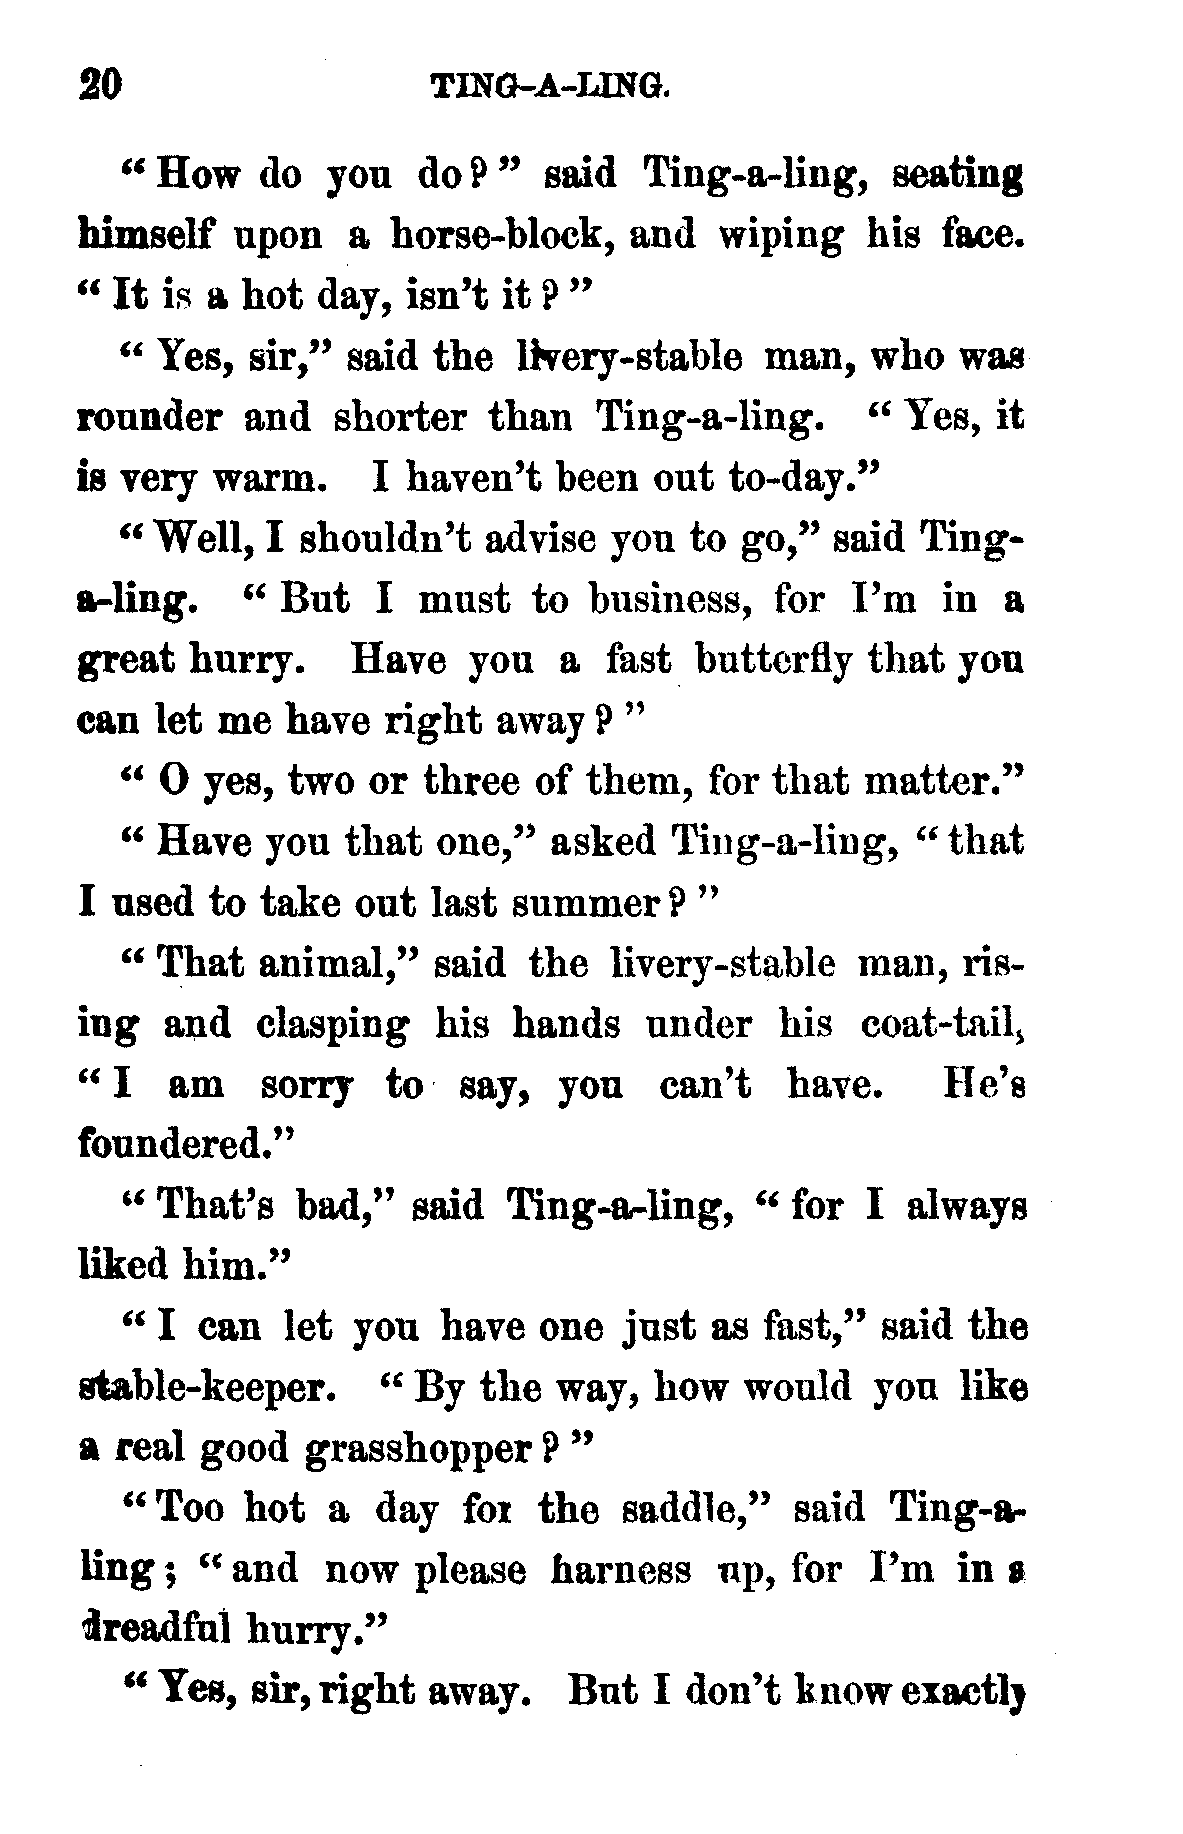 20 TING-A-LING.
“ How do you do? ” said Ting-a-ling, seating
himself upon a horse-block, and wiping his face.
“ It is a hot day, isn’t it ? ”
“ Yes, sir,” said the livery-stable man, who was
rounder and shorter than Ting-a-ling. “ Yes, it
is very warm. I haven’t been out to-day.”
“ Well, I shouldn’t advise you to go,” said Ting-
a-ling. “ But I must to business, for I’m in a
great hurry. Have you a fast butterfly that you
can let me have right away ? ”
“ O yes, two or three of them, for that matter.”
“ Have you that one,” asked Ting-a-ling, “ that
I used to take out last summer ? ”
“ That animal,” said the livery-stable man, ris-
ing and clasping his hands under his coat-tail,
“ I am sorry to say, you can’t have. He’s
foundered.”
“ That’s bad,” said Ting-a-ling, “ for I always
liked him.”
“ I can let you have one just as fast,” said the
stable-keeper. “ By the way, how would you like
a real good grasshopper ? ”
“ Too hot a day for the saddle,” said Ting-a-
ling ; “ and now please harness up, for I’m in a
dreadful hurry.”
“ Yes, sir, right away. But I don’t know exactly